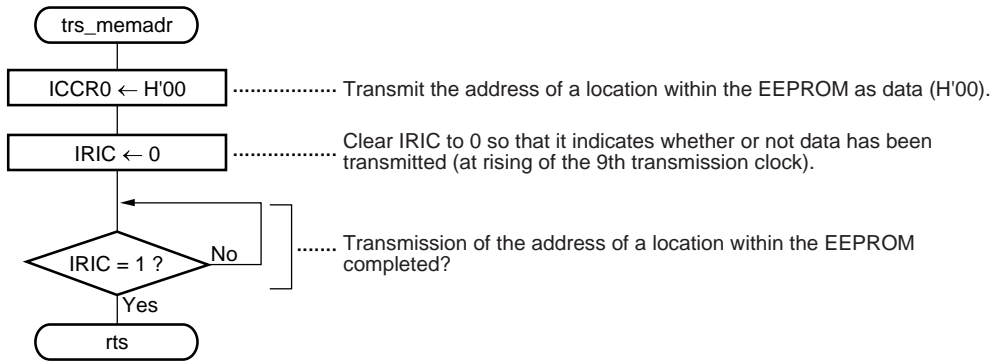 trs_memadr
ICCR0 ← H'00
Transmit the address of a location within the EEPROM as data (H'00).
IRIC ← 0
Clear IRIC to 0 so that it indicates whether or not data has been
transmitted (at rising of the 9th transmission clock).
IRIC = 1 ?
No
Transmission of the address of a location within the EEPROM
completed?
Yes
rts